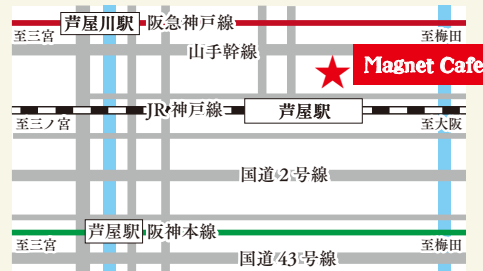 芦屋川駅 阪急神戸線
至三宮 至梅田
山手幹線
Magnet Cafe
JR神戸線 芦屋駅
至三ノ宮 至大阪
国道2号線
芦屋駅 阪神本線
至三宮 至梅田
国道43号線